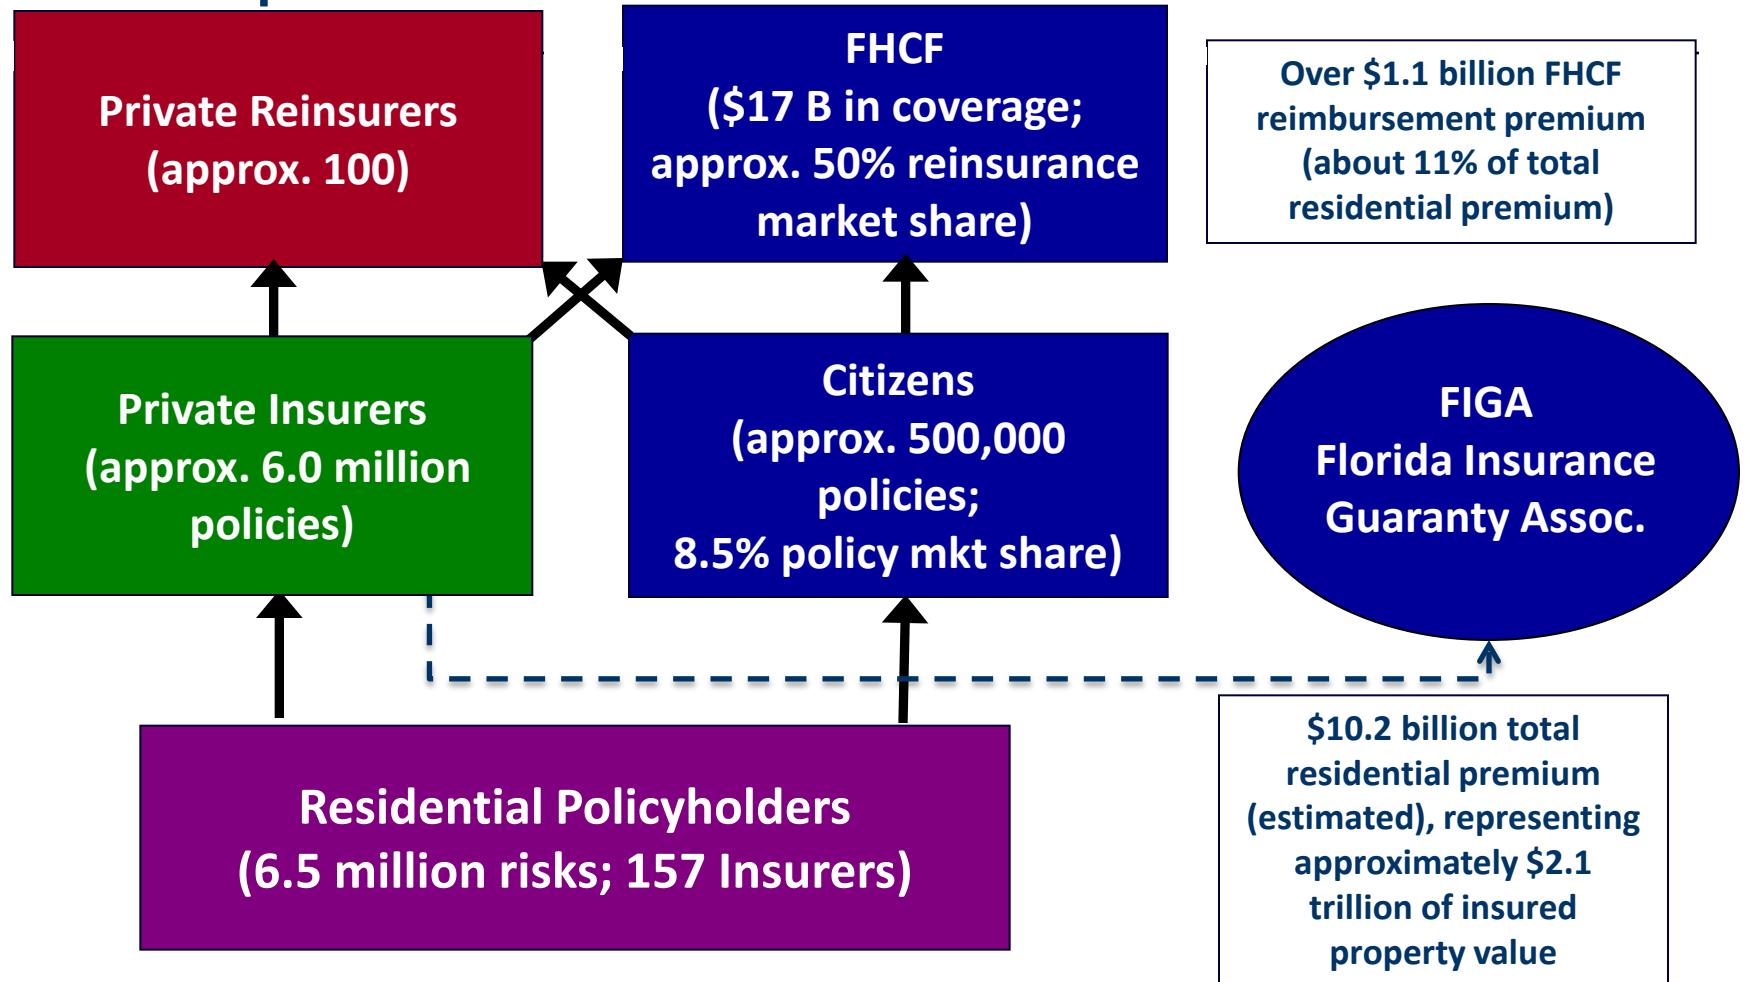 Private Reinsurers
(approx. 100)
FHCF
($17 B in coverage;
approx. 50% reinsurance
market share)
Over $1.1 billion FHCF
reimbursement premium
(about 11% of total
residential premium)
Private Insurers
(approx. 6.0 million
policies)
Citizens
(approx. 500,000
policies;
8.5% policy mkt share)
FIGA
Florida Insurance
Guaranty Assoc.
Residential Policyholders
(6.5 million risks; 157 Insurers)
$10.2 billion total
residential premium
(estimated), representing
approximately $2.1
trillion of insured
property value